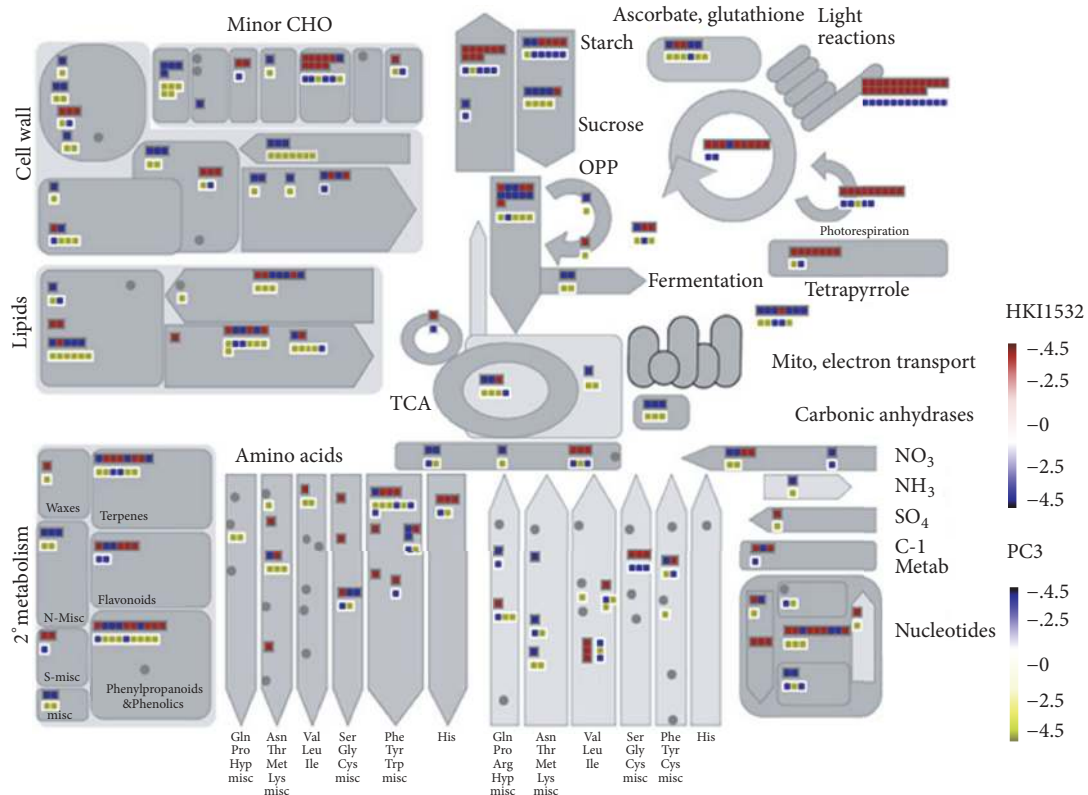 Minor CHO
Ascorbate, glutathione
Light
reactions
Starch
Sucrose
OPP
Cell wall
Photorespiration
Fermentation
Tetrapyrrole
Lipids
HKI1532
-.4.5
-.2.5
-0
-2.5
-4.5
Mito, electron transport
TCA
Carbonic anhydrases
Amino acids
NO3
NH3
SO4
C-1
Metab
Nucleotides
PC3
-4.5
-2.5
-0
-2.5
-4.5
2° metabolism
Waxes
Terpenes
Flavonoids
N-Misc
S-misc
Phenylpropanoids
&Phenolics
misc
Gln
Pro
Hyp
misc
Asn
Thr
Met
Lys
misc
Val
Leu
Ile
Ser
Gly
Cys
misc
Phe
Tyr
Trp
misc
His
Gln
Pro
Arg
Hyp
misc
Asn
Thr
Met
Lys
misc
Val
Leu
Ile
Ser
Gly
Cys
misc
Phe
Tyr
Cys
misc
His